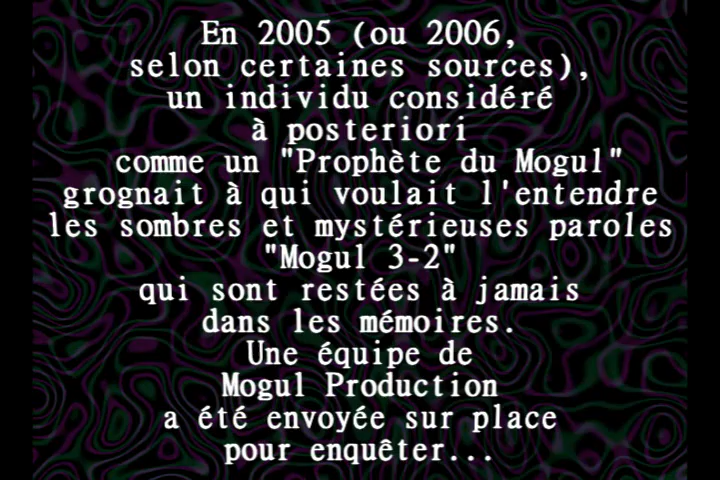 En 2005 (ou 2006,
selon certaines sources),
un individu considéré
à posteriori
comme un "Prophète du Mogul"
grognait à qui voulait l'entendre
les sombres et mystérieuses paroles
"Mogul 3-2"
qui sont restées à jamais
dans les mémoires.
Une équipe de
Mogul Production
a été envoyée sur place
pour enquêter...